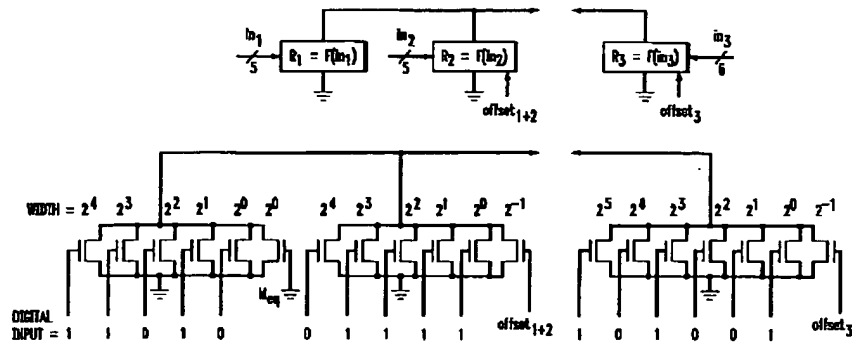 in1 in2 in3
R1 = F(in1) R2 = F(in2) R3 = F(in3)
5 5 6
offset1+2 offset3
WIDTH = 2^4 2^3 2^2 2^1 2^0 2^0 2^4 2^3 2^2 2^1 2^0 2^-1 2^5 2^4 2^3 2^2 2^1 2^0 2^-1
Meq
DIGITAL
INPUT = 1 1 0 1 0 0 1 1 1 1 offset1+2 1 0 1 0 0 1 offset3